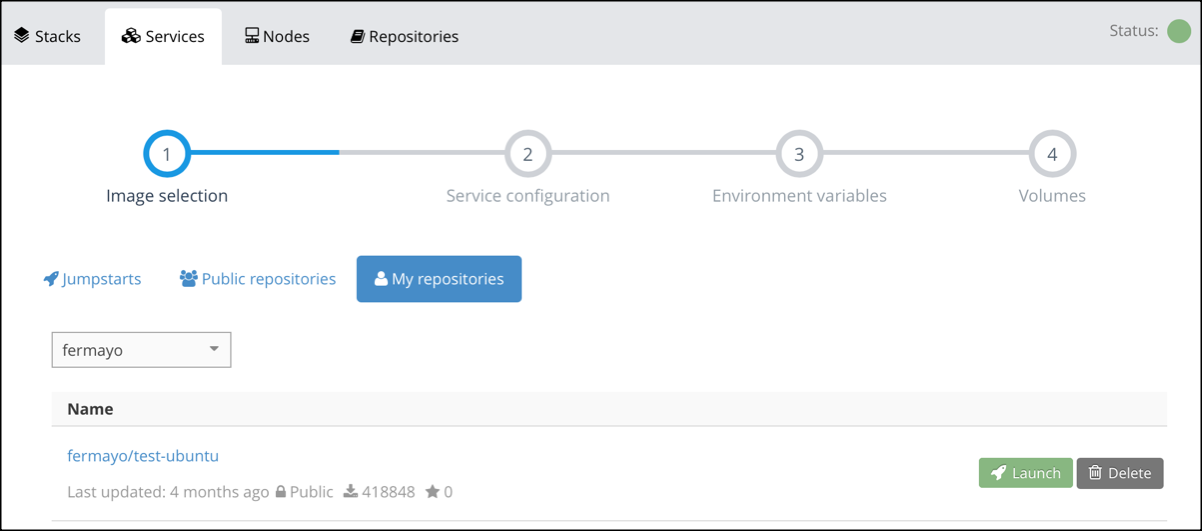 Stacks Services Nodes Repositories Status:
1 2 3 4
Image selection Service configuration Environment variables Volumes
Jumpstarts Public repositories My repositories
fermayo
Name
fermayo/test-ubuntu
Launch Delete
Last updated: 4 months ago Public 418848 0